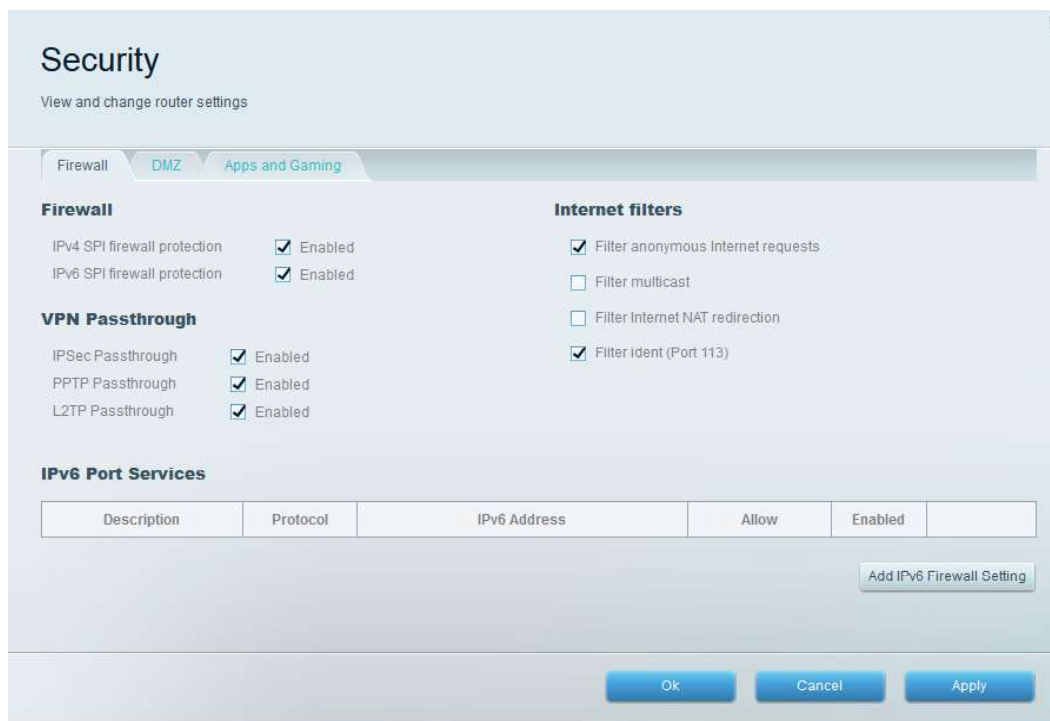 Security
View and change router settings
Firewall
DMZ
Apps and Gaming
Firewall
IPv4 SPI firewall protection
Enabled
IPv6 SPI firewall protection
Enabled
VPN Passthrough
IPSec Passthrough
Enabled
PPTP Passthrough
Enabled
L2TP Passthrough
Enabled
Internet filters
Filter anonymous Internet requests
Filter multicast
Filter Internet NAT redirection
Filter ident (Port 113)
IPv6 Port Services
Description
Protocol
IPv6 Address
Allow
Enabled
Add IPv6 Firewall Setting
Ok
Cancel
Apply